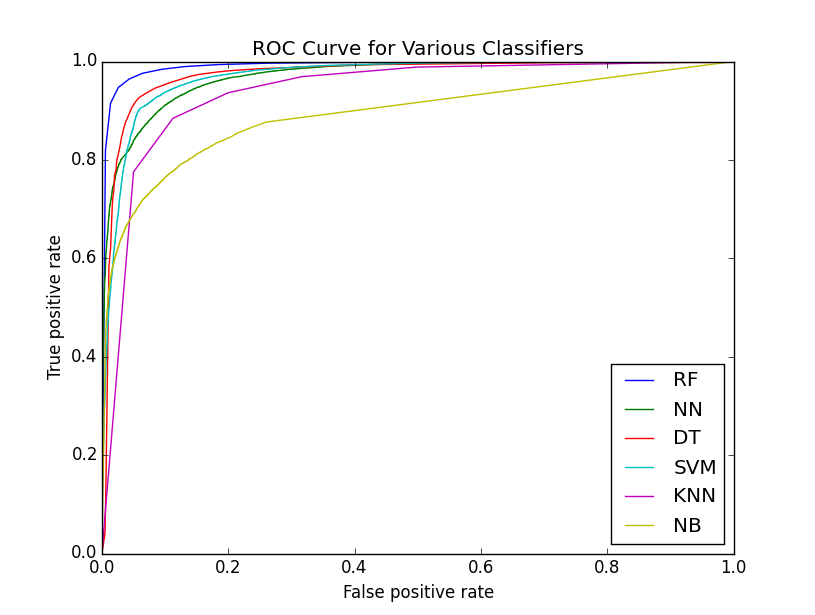 ROC Curve for Various Classifiers
True positive rate
1.0
0.8
0.6
0.4
0.2
0.0
0.0 0.2 0.4 0.6 0.8 1.0
False positive rate
RF
NN
DT
SVM
KNN
NB